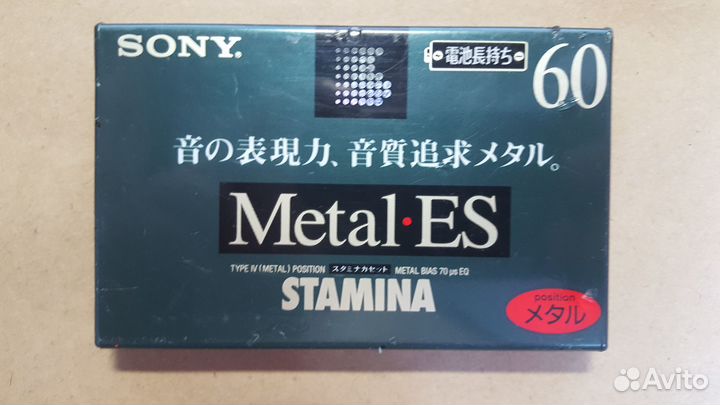 SONY.
電池長持ち
60
音の表現力、音質追求メタル。
Metal·ES
TYPE IV (METAL) POSITION スタミナカセット METAL BIAS 70 μs EQ
STAMINA
position
メタル
Avito